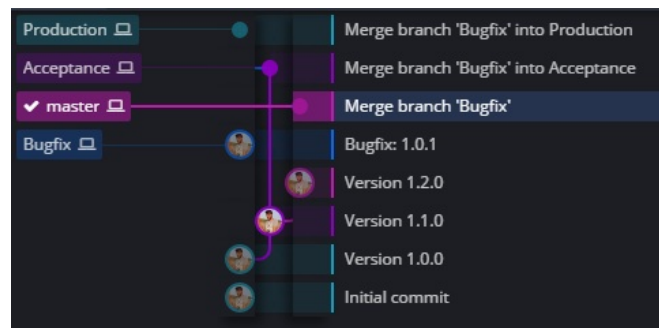 Production Merge branch 'Bugfix' into Production
Acceptance Merge branch 'Bugfix' into Acceptance
master Merge branch 'Bugfix'
Bugfix Bugfix: 1.0.1
Version 1.2.0
Version 1.1.0
Version 1.0.0
Initial commit